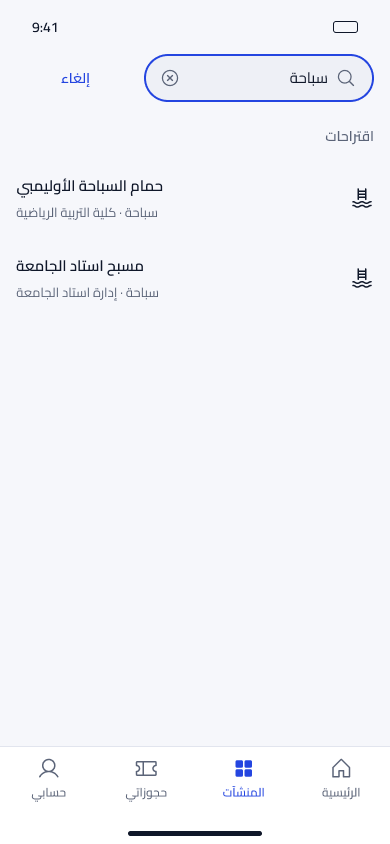 9:41
سباحة
إلغاء
اقتراحات
حمام السباحة الأوليمبي
سباحة · كلية التربية الرياضية
مسبح استاد الجامعة
سباحة · إدارة استاد الجامعة
الرئيسية
المنشآت
حجوزاتي
حسابي